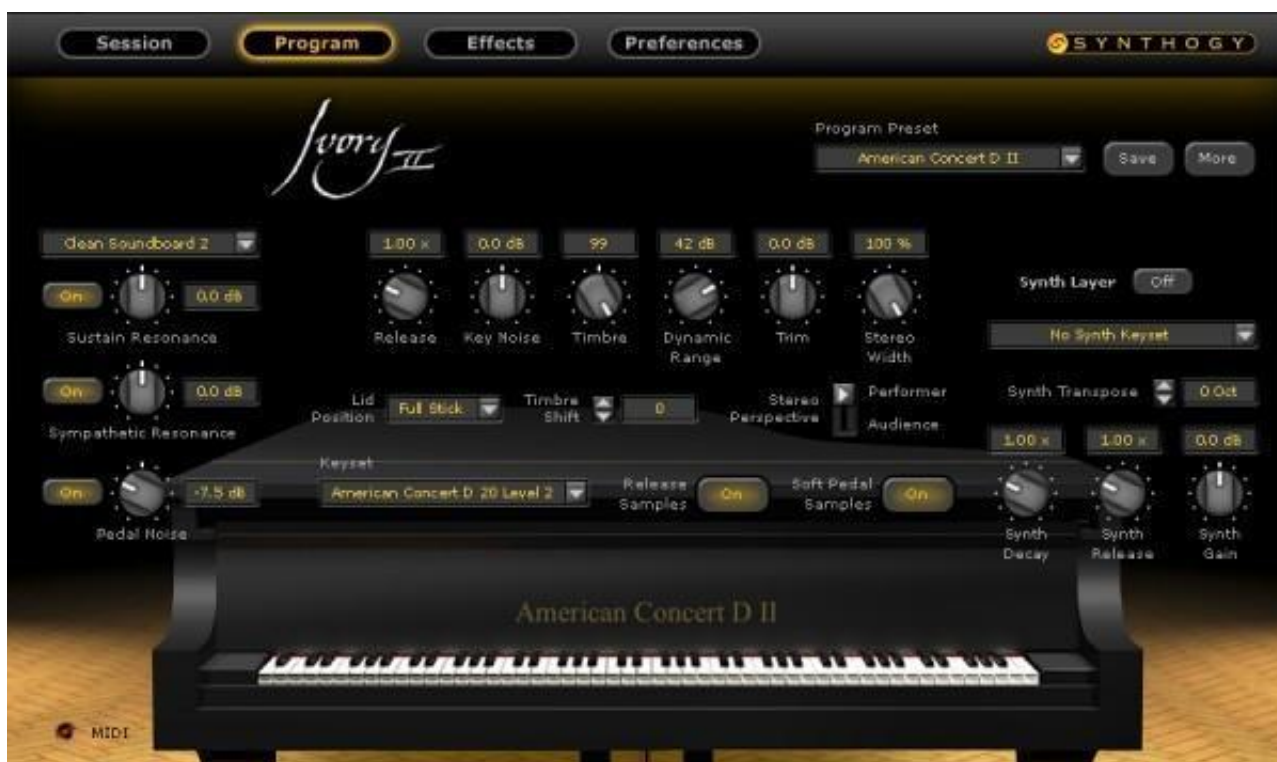 Session Program Effects Preferences SYNTHOGY
Ivory II
Program Preset
American Concert D II Save More
Clean Soundboard 2 1.00 x 0.0 dB 99 42 dB 0.0 dB 100 %
On 0.0 dB
Synth Layer Off
Sustain Resonance Release Key Noise Timbre Dynamic Range Trim Stereo Width
No Synth Keyset
On 0.0 dB
Sympathetic Resonance
Lid Position Full Stick Timbre Shift 0 Stereo Perspective Performer Audience
Synth Transpose 0 Oct
1.00 x 1.00 x 0.0 dB
Keyset
On -7.5 dB American Concert D 20 Level 2 Release Samples On Soft Pedal Samples On
Pedal Noise
Synth Decay Synth Release Synth Gain
American Concert D II
MIDI